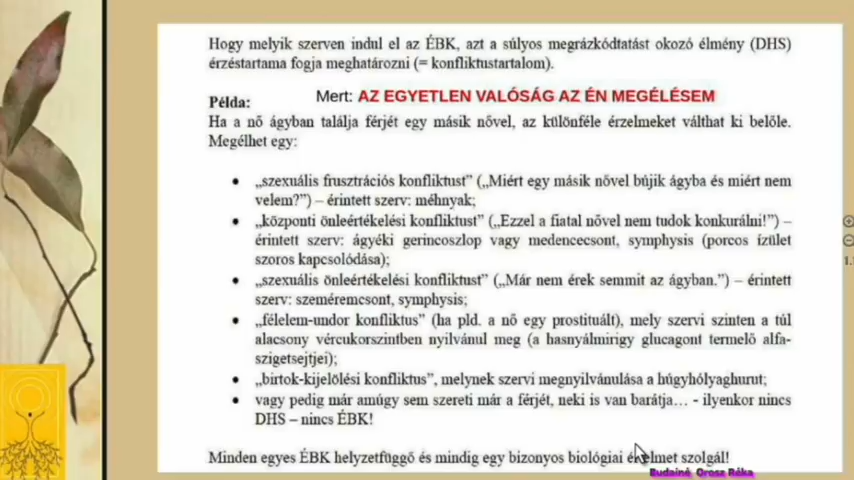 Hogy melyik szerven indul el az ÉBK, azt a súlyos megrázkódtatást okozó élmény (DHS)
érzéstartama fogja meghatározni (= konfliktustartalom).
Mert: AZ EGYETLEN VALÓSÁG AZ ÉN MEGÉLÉSEM
Példa:
Ha a nő ágyban találja férjét egy másik nővel, az különféle érzelmeket válthat ki belőle.
Megélhet egy:
• „szexuális frusztrációs konfliktust" („Miért egy másik nővel bújik ágyba és miért nem
velem?") – érintett szerv: méhnyak;
• „központi önleértékelési konfliktust" („Ezzel a fiatal nővel nem tudok konkurálni!") –
érintett szerv: ágyéki gerincoszlop vagy medencecsont, symphysis (porcos ízület
szoros kapcsolódása);
• „szexuális önleértékelési konfliktust" („Már nem érek semmit az ágyban.") – érintett
szerv: szeméremcsont, symphysis;
• „félelem-undor konfliktus" (ha pld. a nő egy prostituált), mely szervi szinten a túl
alacsony vércukorszintben nyilvánul meg (a hasnyálmirigy glucagont termelő alfa-
szigetsejtjei);
• „birtok-kijelölési konfliktus", melynek szervi megnyilvánulása a húgyhólyaghurut;
• vagy pedig már amúgy sem szereti már a férjét, neki is van barátja… - ilyenkor nincs
DHS – nincs ÉBK!
Minden egyes ÉBK helyzetfüggő és mindig egy bizonyos biológiai értelmet szolgál!
Budainé Orosz Réka